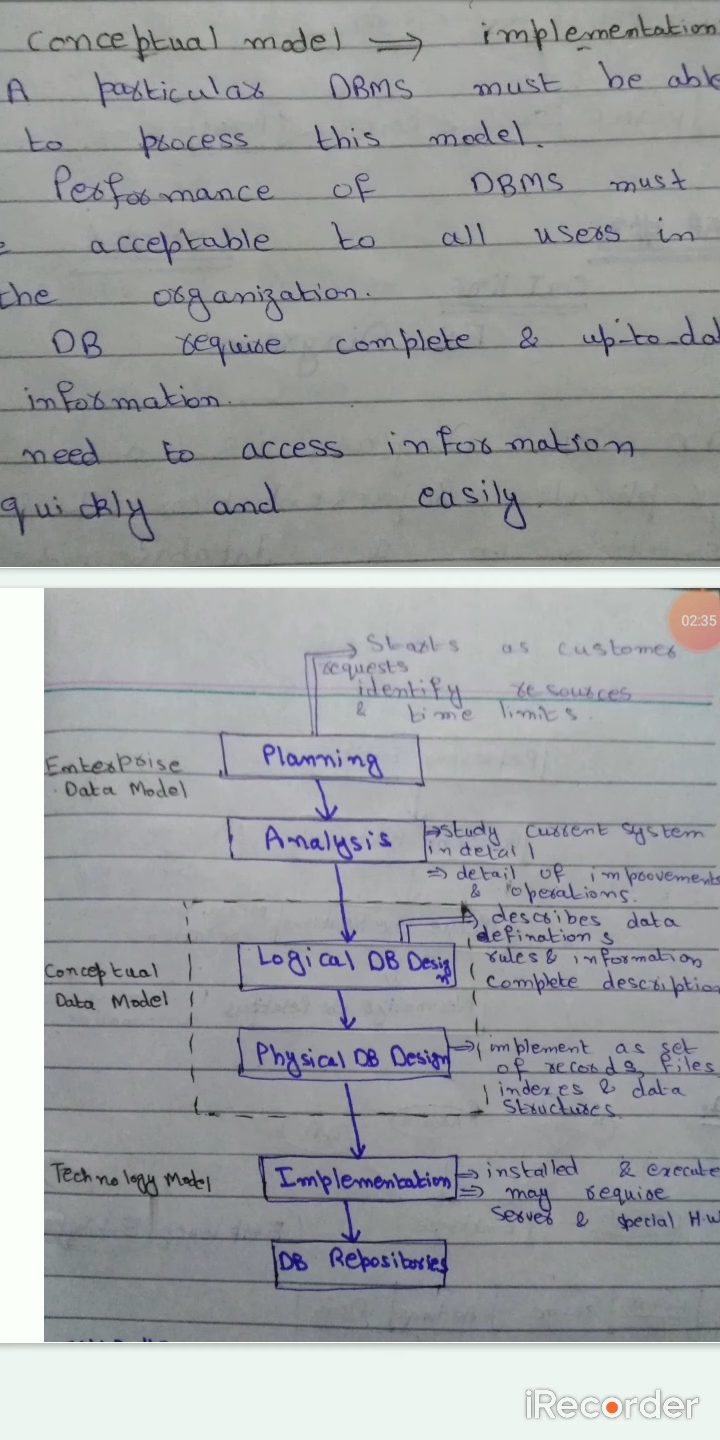 conceptual model ⇒ implementation
A particular DBMS must be able
to process this model.
Performance of DBMS must
e acceptable to all users in
the organization.
DB require complete & up-to-dat
information.
need to access information
quickly and easily
02:35
→ Starts as customer
requests
identify resources
& time limits.
Planning
Enterprise
Data Model
Analysis
→ study current system
in detail
⇒ detail of improvements
& operations.
describes data
definations
Logical DB Design
rules & information
Conceptual
complete description
Data Model
Physical DB Design
⇒ implement as set
of records, files
indexes & data
structures.
Technology Model
Implementation
⇒ installed & execute
⇒ may require
server & special H.W
DB Repositories
iRecorder